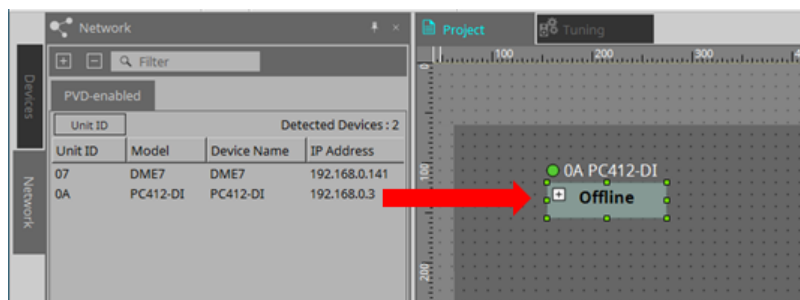 Network
Filter
PVD-enabled
Unit ID
Detected Devices : 2
Unit ID Model Device Name IP Address
07 DME7 DME7 192.168.0.141
0A PC412-DI PC412-DI 192.168.0.3
Devices
Network
Project
Tuning
100 200 300
0
100
200
0A PC412-DI
Offline